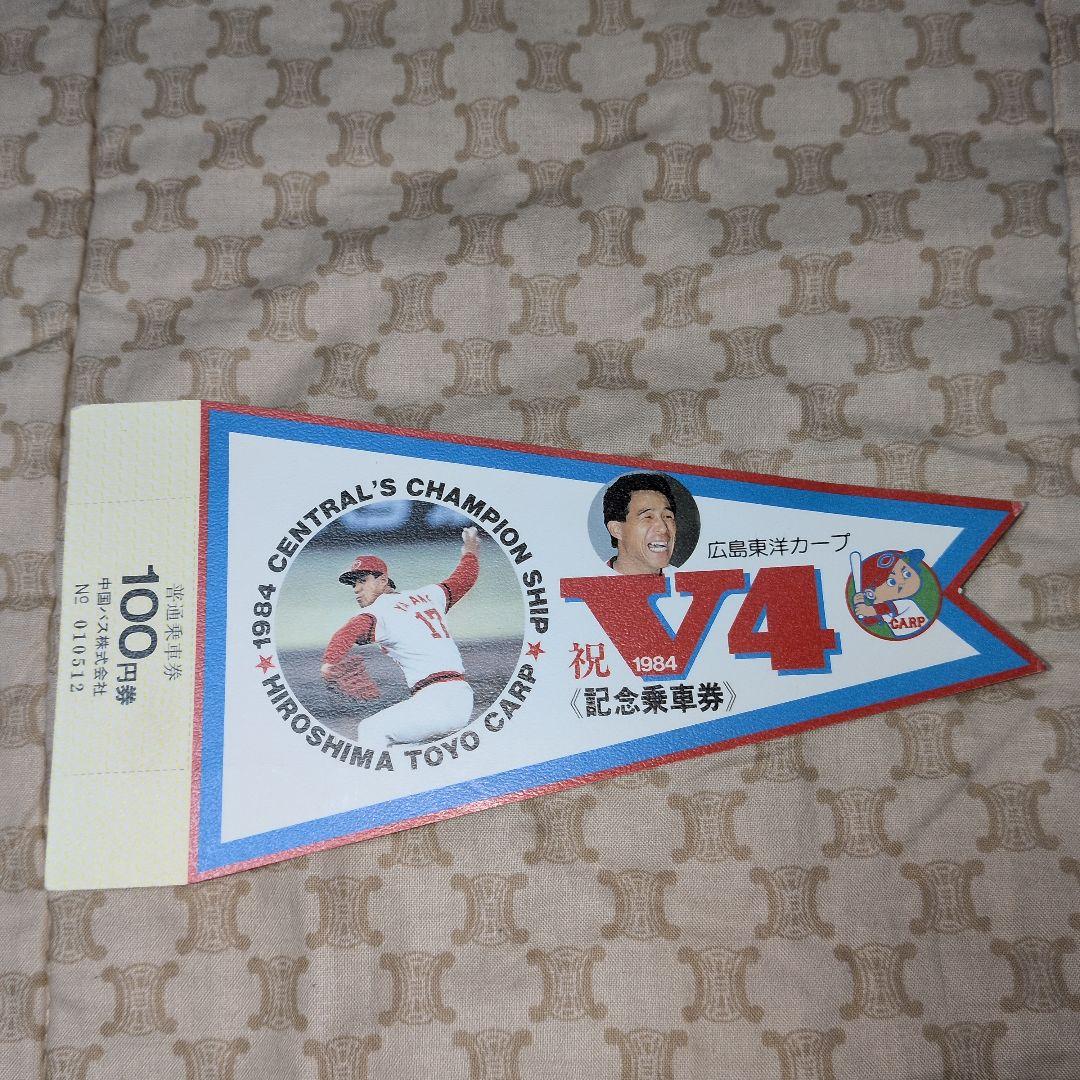 普通乗車券
100円券
中国バス株式会社
No 010512
★1984 CENTRAL'S CHAMPION SHIP★
HIROSHIMA TOYO CARP
17
広島東洋カープ
祝 V4
1984
《記念乗車券》
CARP